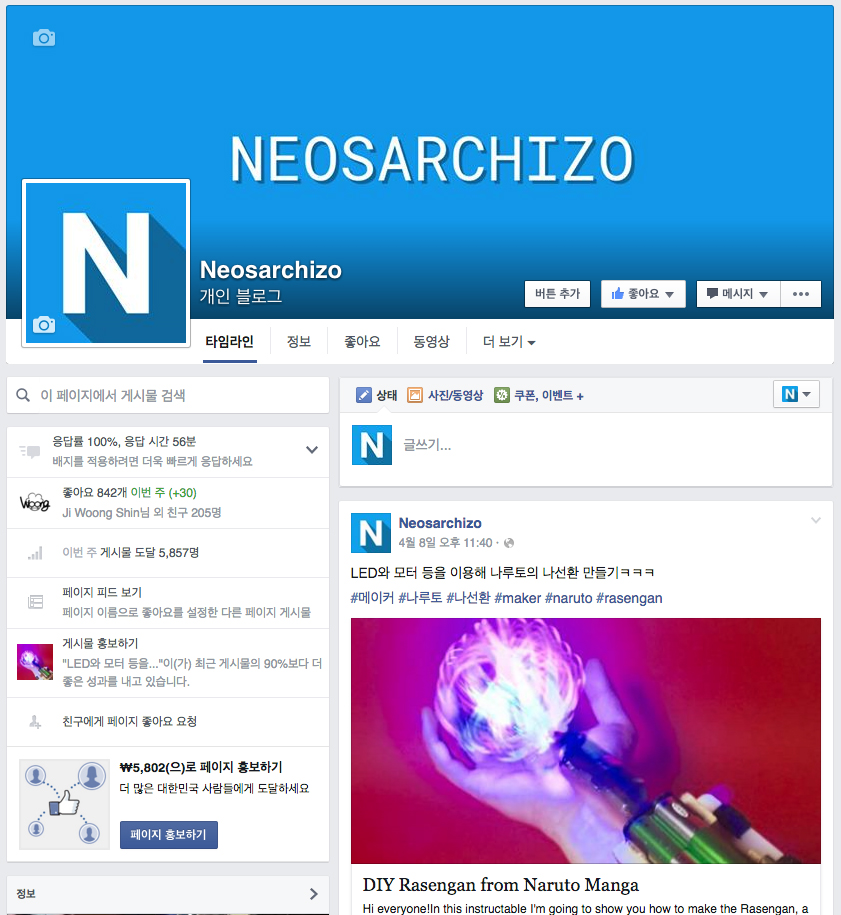 NEOSARCHIZO
N
Neosarchizo
개인 블로그
버튼 추가
좋아요
메시지
타임라인
정보
좋아요
동영상
더 보기
이 페이지에서 게시물 검색
응답률 100%, 응답 시간 56분
배지를 적용하려면 더욱 빠르게 응답하세요
Woong
좋아요 842개 이번 주 (+30)
Ji Woong Shin님 외 친구 205명
이번 주 게시물 도달 5,857명
페이지 피드 보기
페이지 이름으로 좋아요를 설정한 다른 페이지 게시물
게시물 홍보하기
"LED와 모터 등을..."이(가) 최근 게시물의 90%보다 더
좋은 성과를 내고 있습니다.
친구에게 페이지 좋아요 요청
₩5,802(으)로 페이지 홍보하기
더 많은 대한민국 사람들에게 도달하세요
페이지 홍보하기
정보
상태
사진/동영상
쿠폰, 이벤트 +
N
N
글쓰기...
N
Neosarchizo
4월 8일 오후 11:40 ·
LED와 모터 등을 이용해 나루토의 나선환 만들기ㅋㅋㅋ
#메이커 #나루토 #나선환 #maker #naruto #rasengan
DIY Rasengan from Naruto Manga
Hi everyone!In this instructable I'm going to show you how to make the Rasengan, a